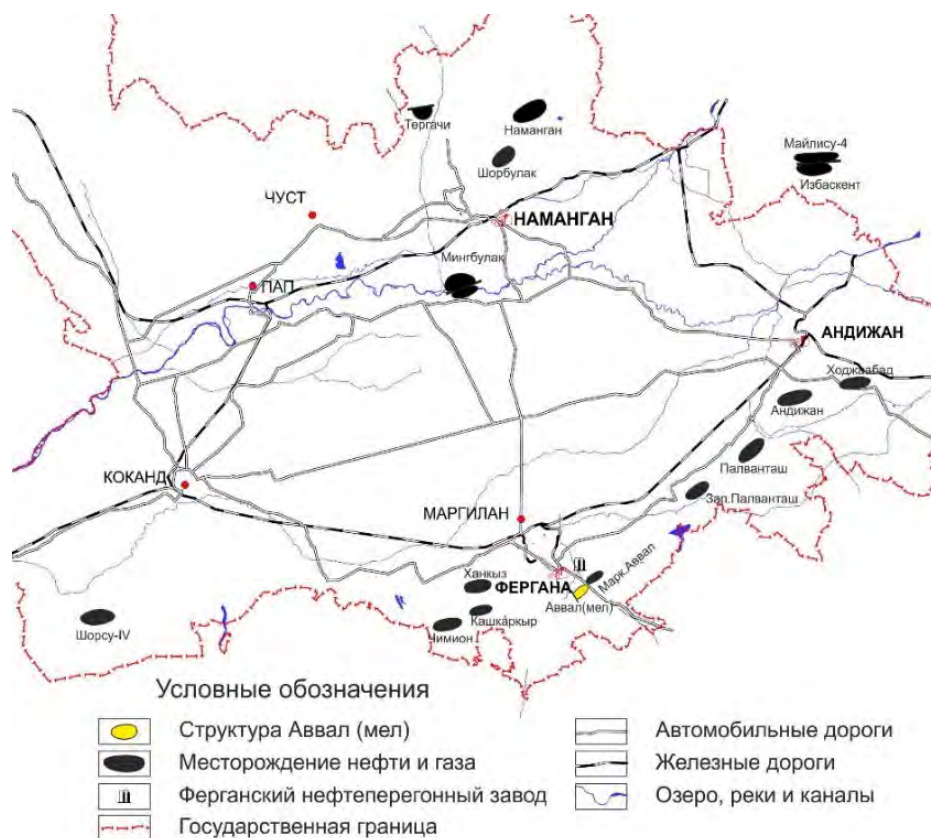 Тергачи
Наманган
Шорбулак
Майлису-4
Избаскент
ЧУСТ
НАМАНГАН
Мингбулак
ПАП
АНДИЖАН
Ходжаабад
Андижан
Палванташ
КОКАНД
Зап.Палванташ
МАРГИЛАН
Ханкыз
ФЕРГАНА
Марк.Аввал
Аввал(мел)
Кашкаркыр
Чимион
Шорсу-IV
Условные обозначения
Структура Аввал (мел)
Месторождение нефти и газа
Ферганский нефтеперегонный завод
Государственная граница
Автомобильные дороги
Железные дороги
Озеро, реки и каналы